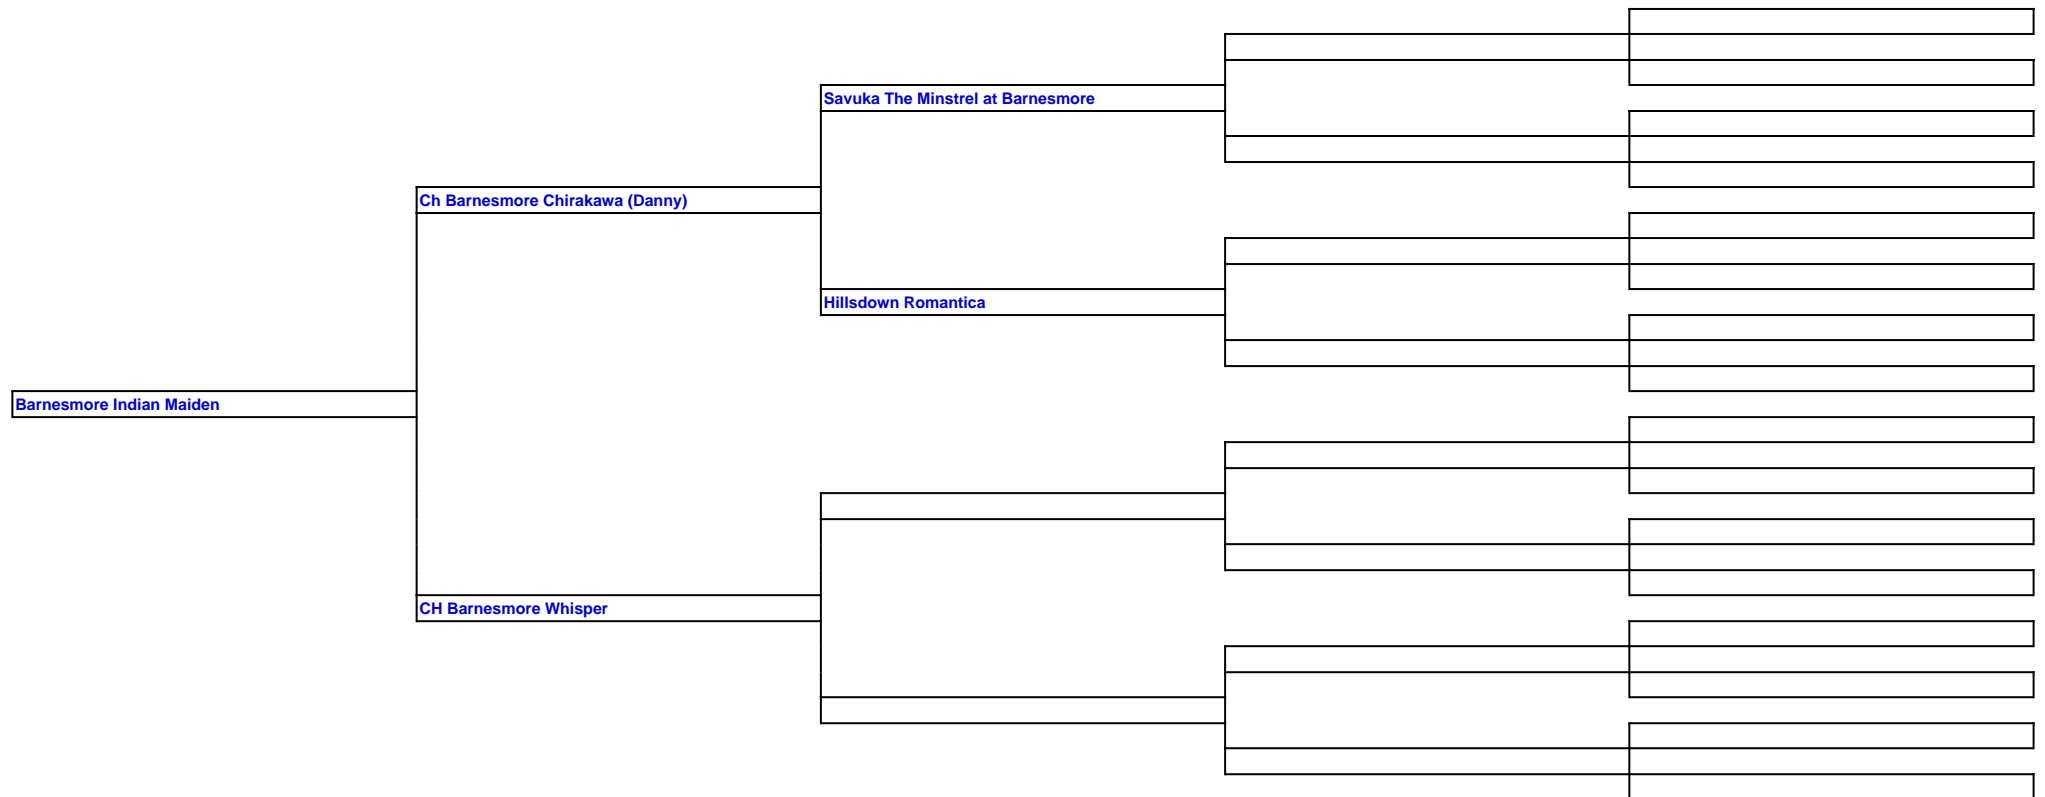 Savuka The Minstrel at Barnesmore
Ch Barnesmore Chirakawa (Danny)
Hillsdown Romantica
Barnesmore Indian Maiden
CH Barnesmore Whisper